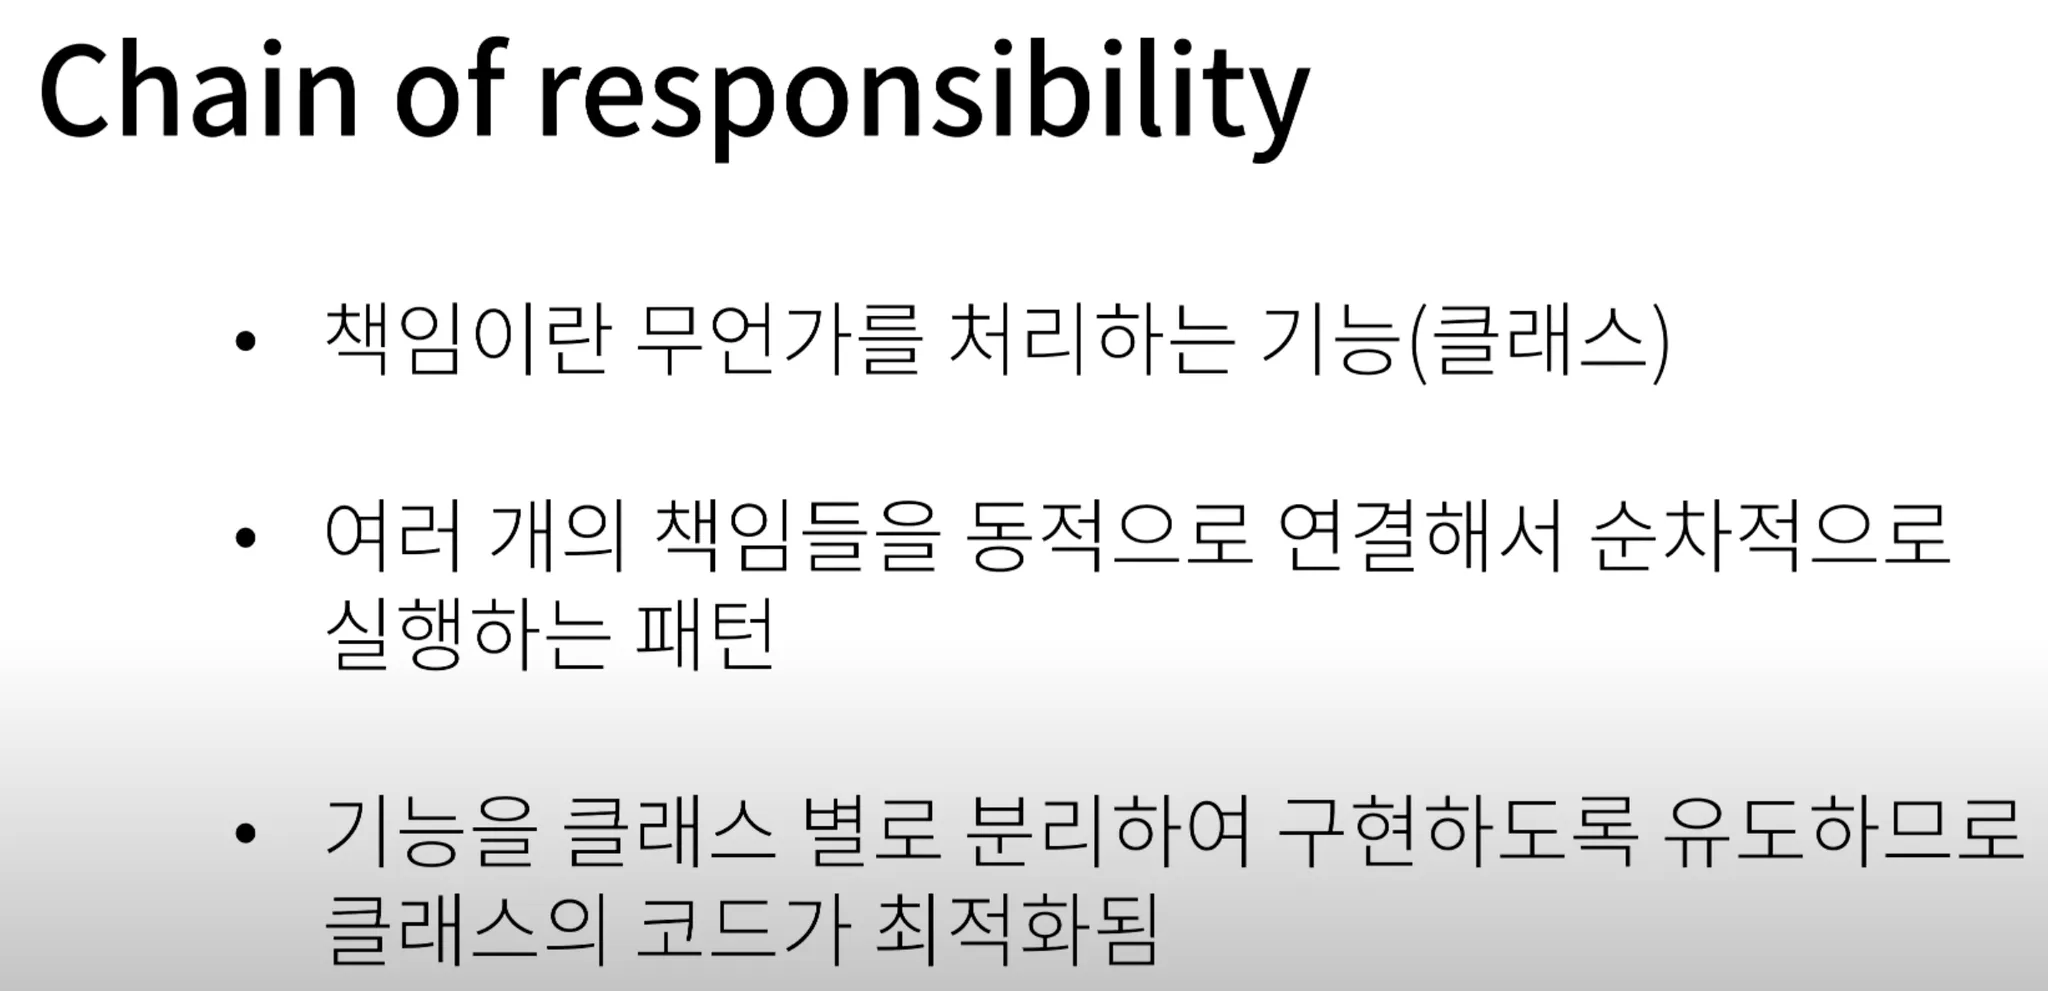 Chain of responsibility
• 책임이란 무언가를 처리하는 기능(클래스)
• 여러 개의 책임들을 동적으로 연결해서 순차적으로
실행하는 패턴
• 기능을 클래스 별로 분리하여 구현하도록 유도하므로
클래스의 코드가 최적화됨